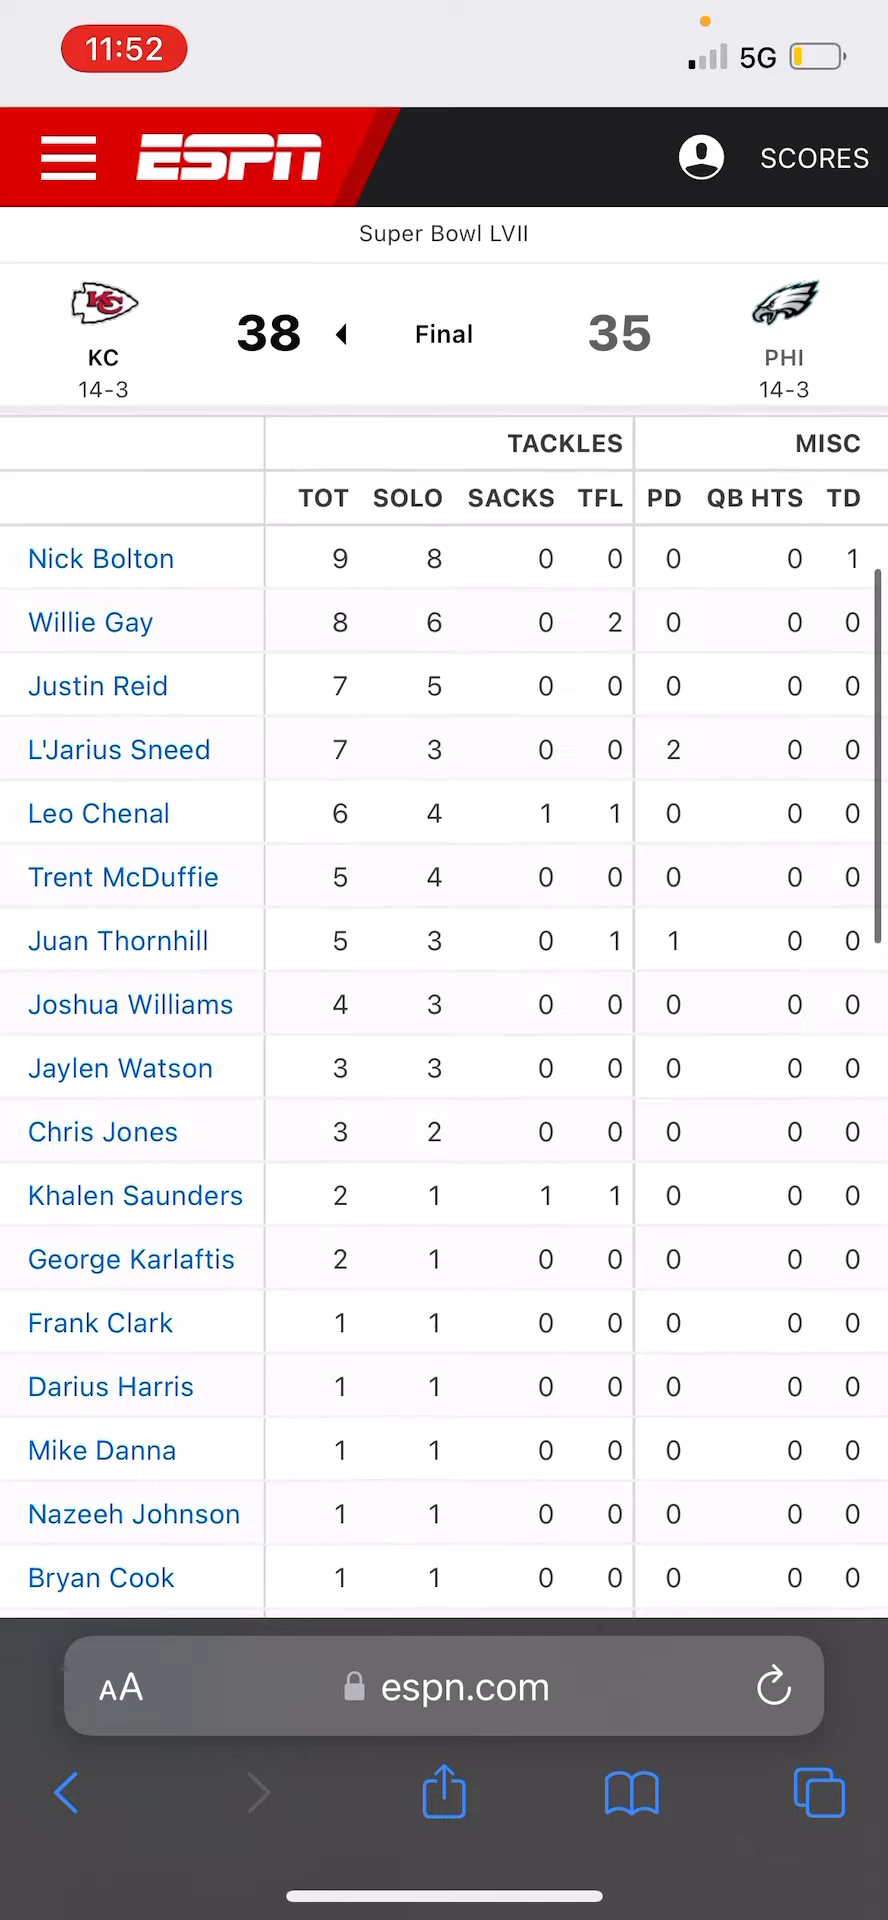 11:52
5G
ESPN
SCORES
Super Bowl LVII
38 Final 35
KC PHI
14-3 14-3
TACKLES MISC
TOT SOLO SACKS TFL PD QB HTS TD
Nick Bolton 9 8 0 0 0 0 1
Willie Gay 8 6 0 2 0 0 0
Justin Reid 7 5 0 0 0 0 0
L'Jarius Sneed 7 3 0 0 2 0 0
Leo Chenal 6 4 1 1 0 0 0
Trent McDuffie 5 4 0 0 0 0 0
Juan Thornhill 5 3 0 1 1 0 0
Joshua Williams 4 3 0 0 0 0 0
Jaylen Watson 3 3 0 0 0 0 0
Chris Jones 3 2 0 0 0 0 0
Khalen Saunders 2 1 1 1 0 0 0
George Karlaftis 2 1 0 0 0 0 0
Frank Clark 1 1 0 0 0 0 0
Darius Harris 1 1 0 0 0 0 0
Mike Danna 1 1 0 0 0 0 0
Nazeeh Johnson 1 1 0 0 0 0 0
Bryan Cook 1 1 0 0 0 0 0
AA espn.com